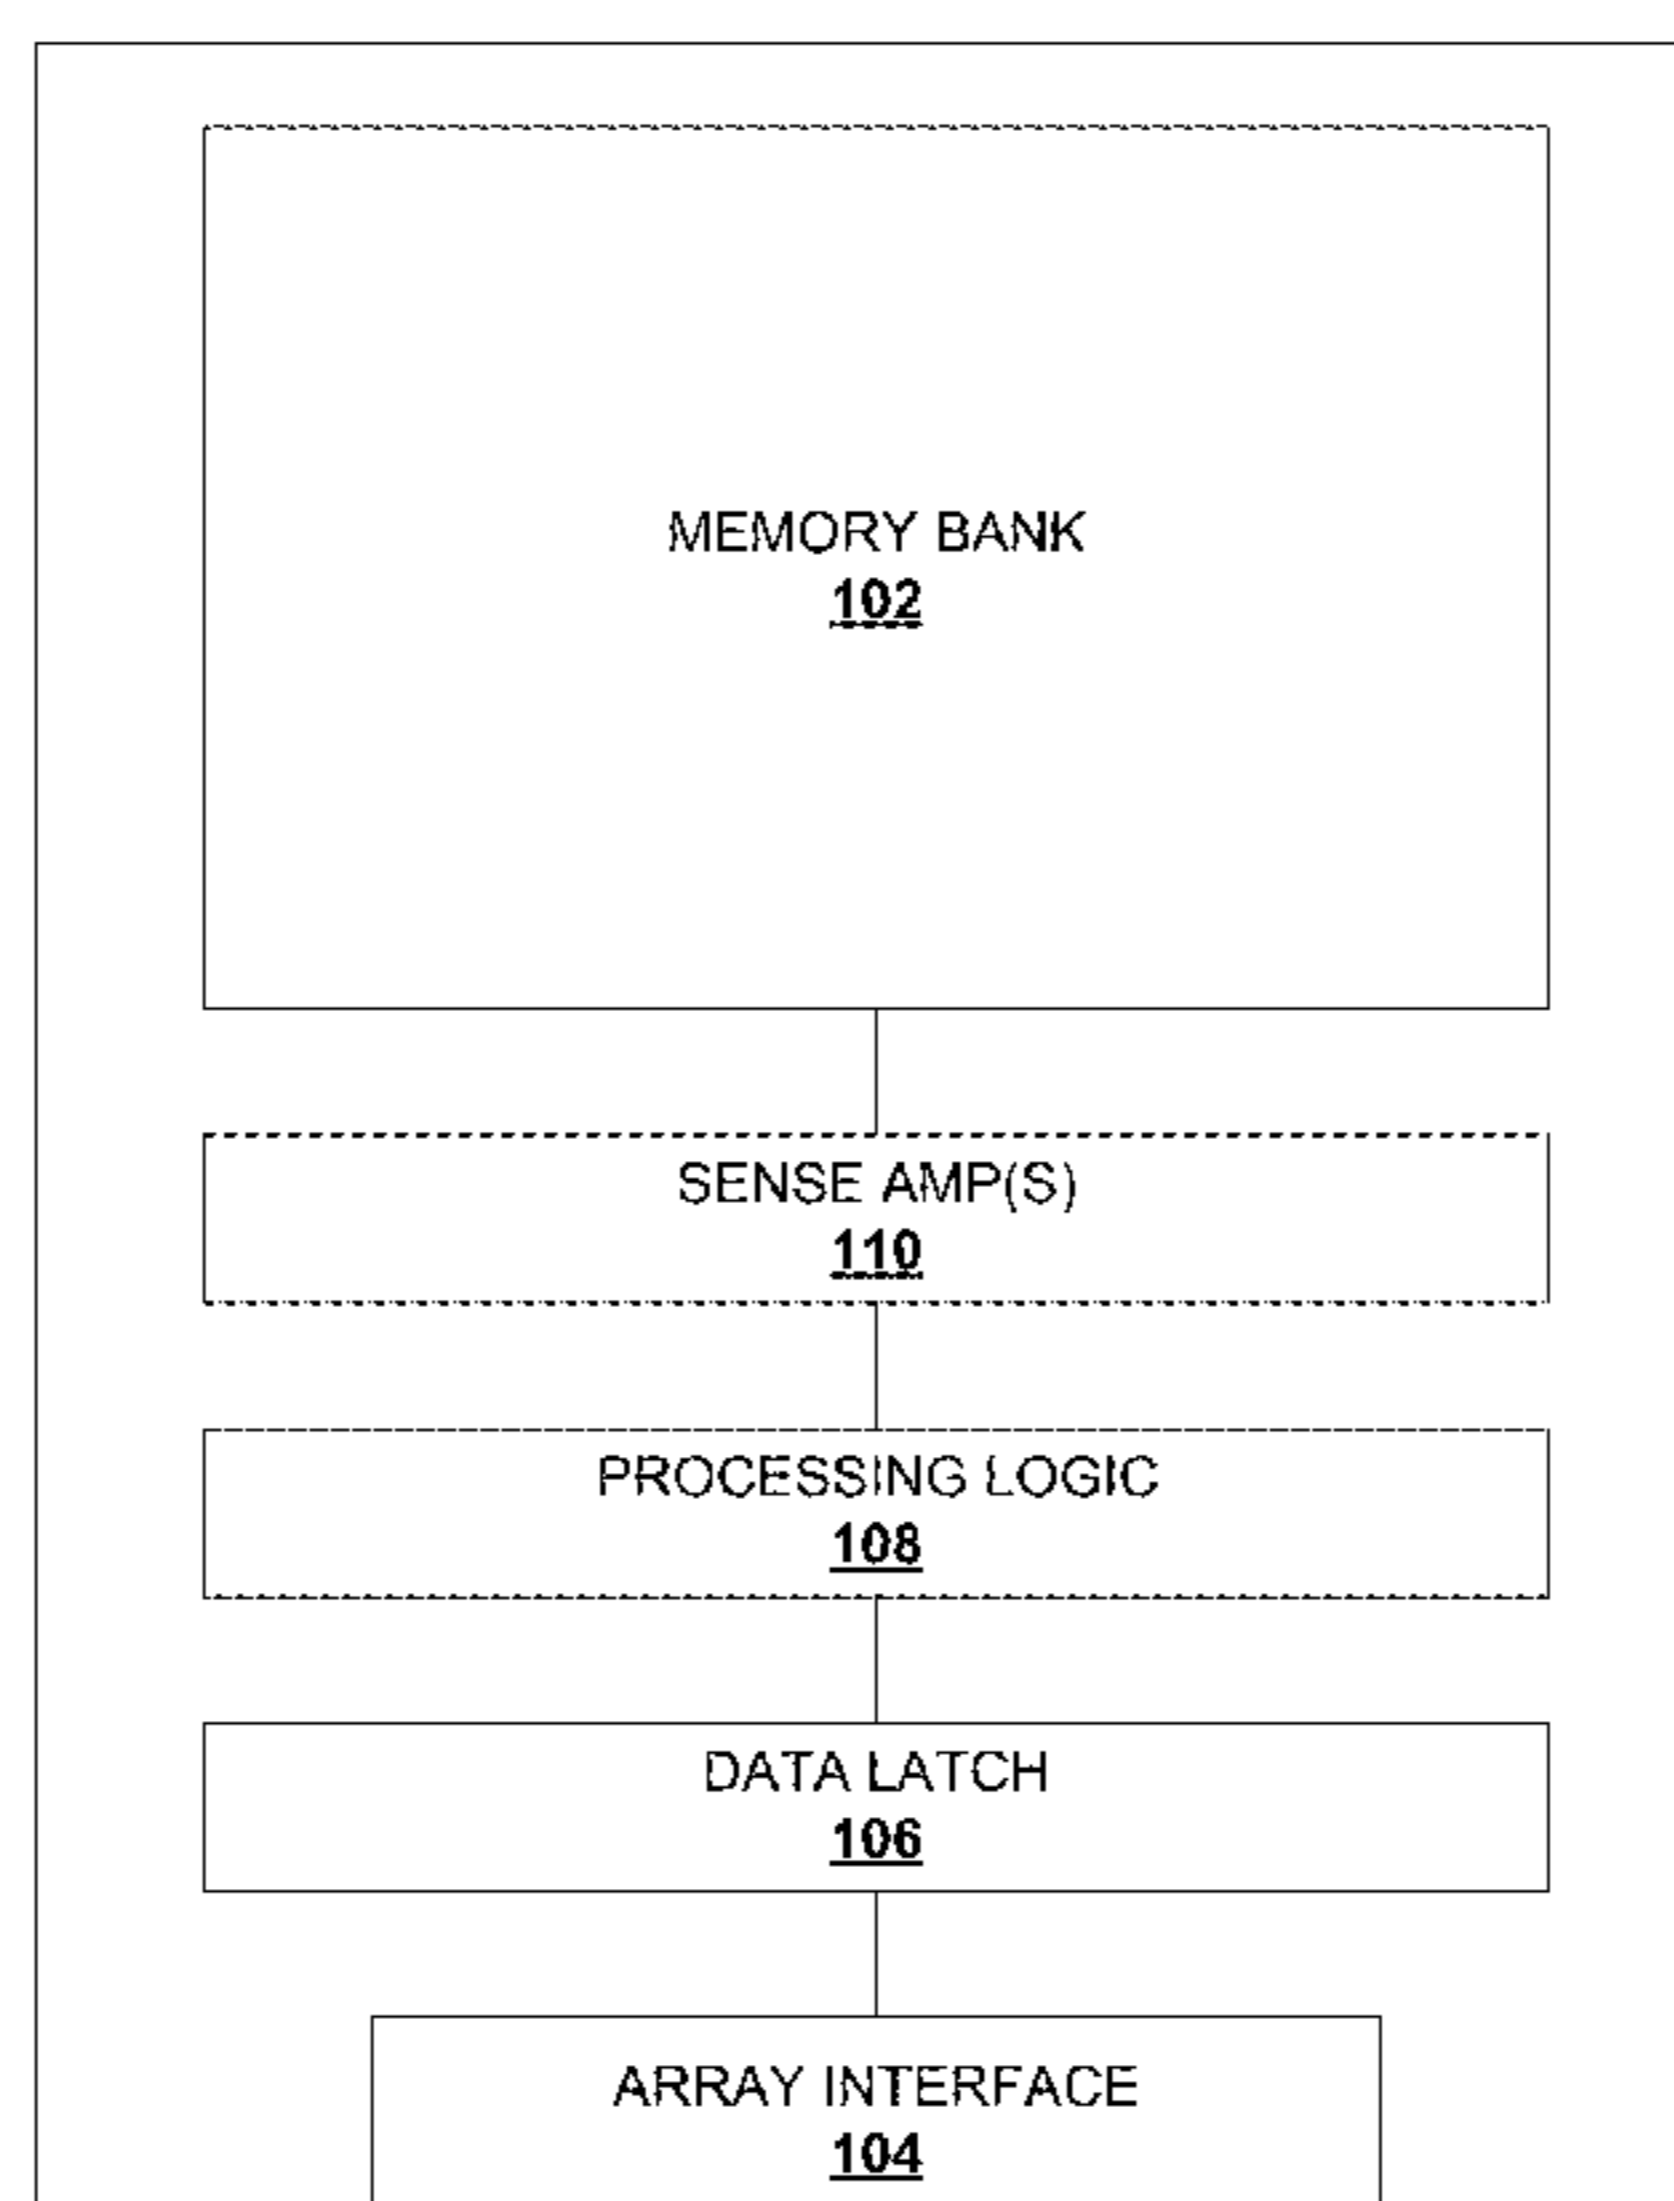 MEMORY BANK
102
SENSE AMP(S)
110
PROCESSING LOGIC
108
DATA LATCH
106
ARRAY INTERFACE
104